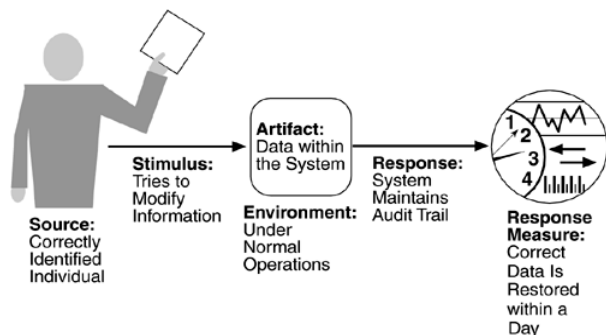 Source:
Correctly
Identified
Individual
Stimulus:
Tries to
Modify
Information
Artifact:
Data within
the System
Environment:
Under
Normal
Operations
Response:
System
Maintains
Audit Trail
1
2
3
4
Response
Measure:
Correct
Data Is
Restored
within a
Day